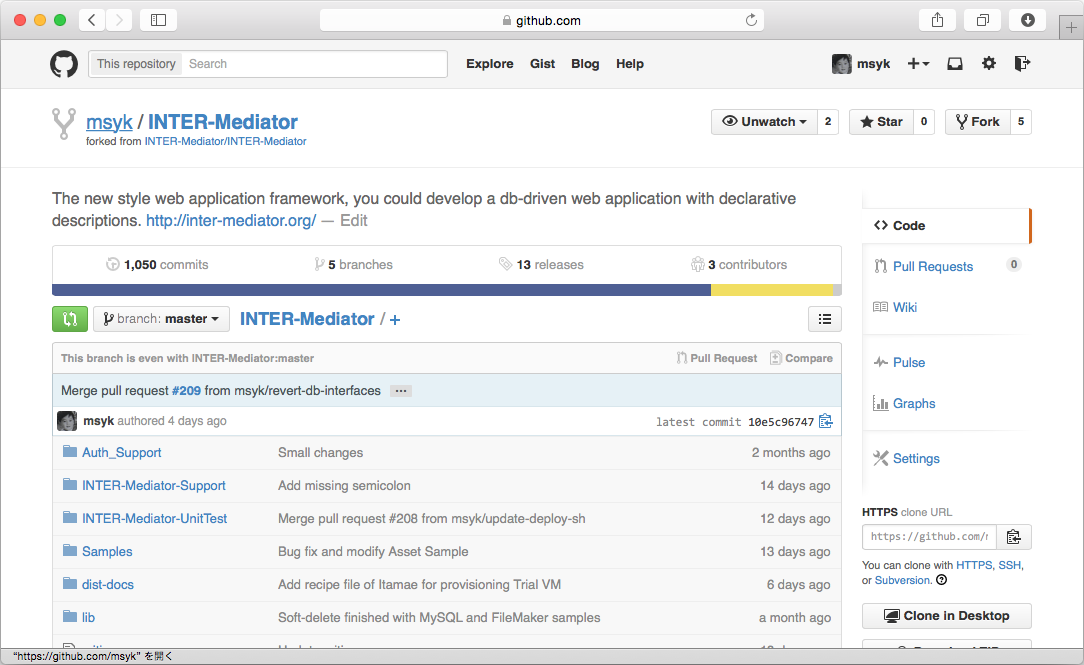 github.com
This repository Search Explore Gist Blog Help msyk
msyk / INTER-Mediator Unwatch 2 Star 0 Fork 5
forked from INTER-Mediator/INTER-Mediator
The new style web application framework, you could develop a db-driven web application with declarative
descriptions. http://inter-mediator.org/ — Edit
1,050 commits 5 branches 13 releases 3 contributors
branch: master INTER-Mediator / +
This branch is even with INTER-Mediator:master Pull Request Compare
Merge pull request #209 from msyk/revert-db-interfaces ...
msyk authored 4 days ago latest commit 10e5c96747
Auth_Support Small changes 2 months ago
INTER-Mediator-Support Add missing semicolon 14 days ago
INTER-Mediator-UnitTest Merge pull request #208 from msyk/update-deploy-sh 12 days ago
Samples Bug fix and modify Asset Sample 13 days ago
dist-docs Add recipe file of Itamae for provisioning Trial VM 6 days ago
lib Soft-delete finished with MySQL and FileMaker samples a month ago
Code
Pull Requests 0
Wiki
Pulse
Graphs
Settings
HTTPS clone URL
https://github.com/
You can clone with HTTPS, SSH,
or Subversion.
Clone in Desktop
"https://github.com/msyk" を開く